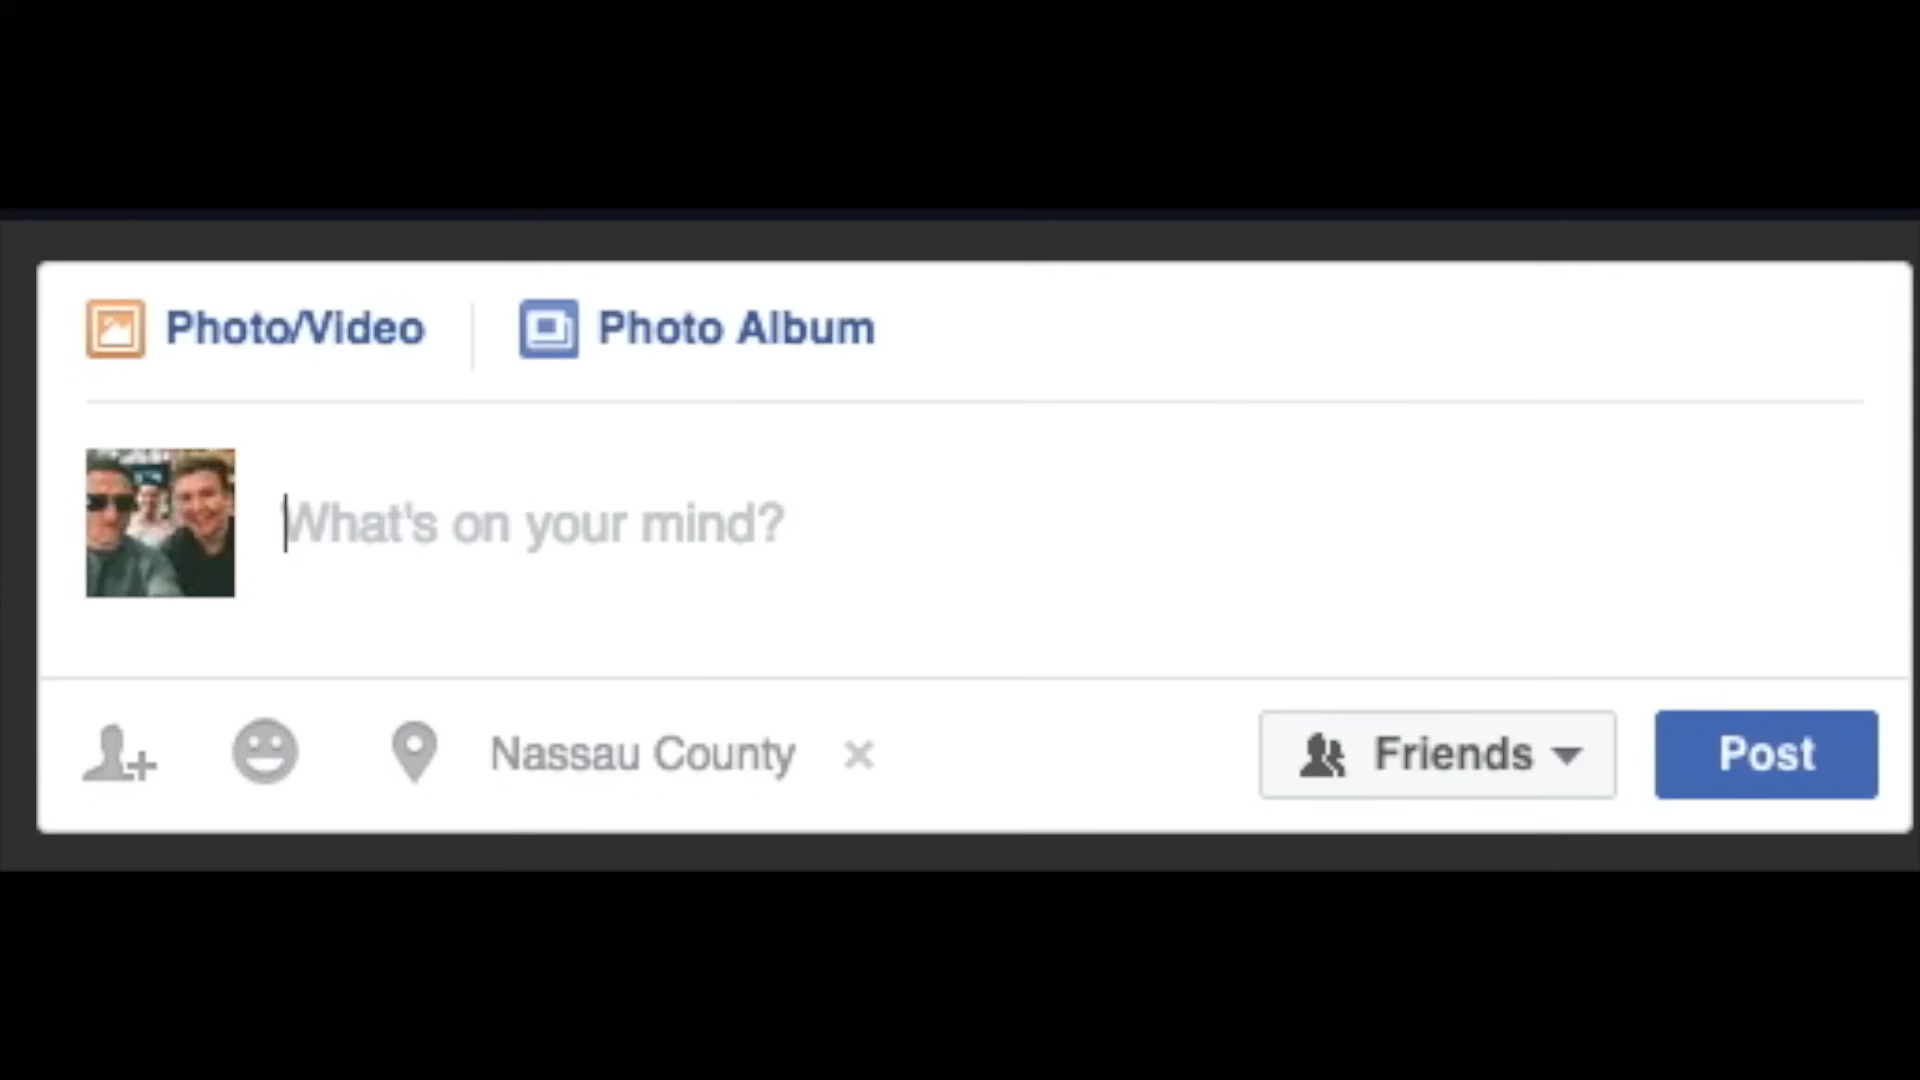 Photo/Video
Photo Album
What's on your mind?
Nassau County
Friends
Post